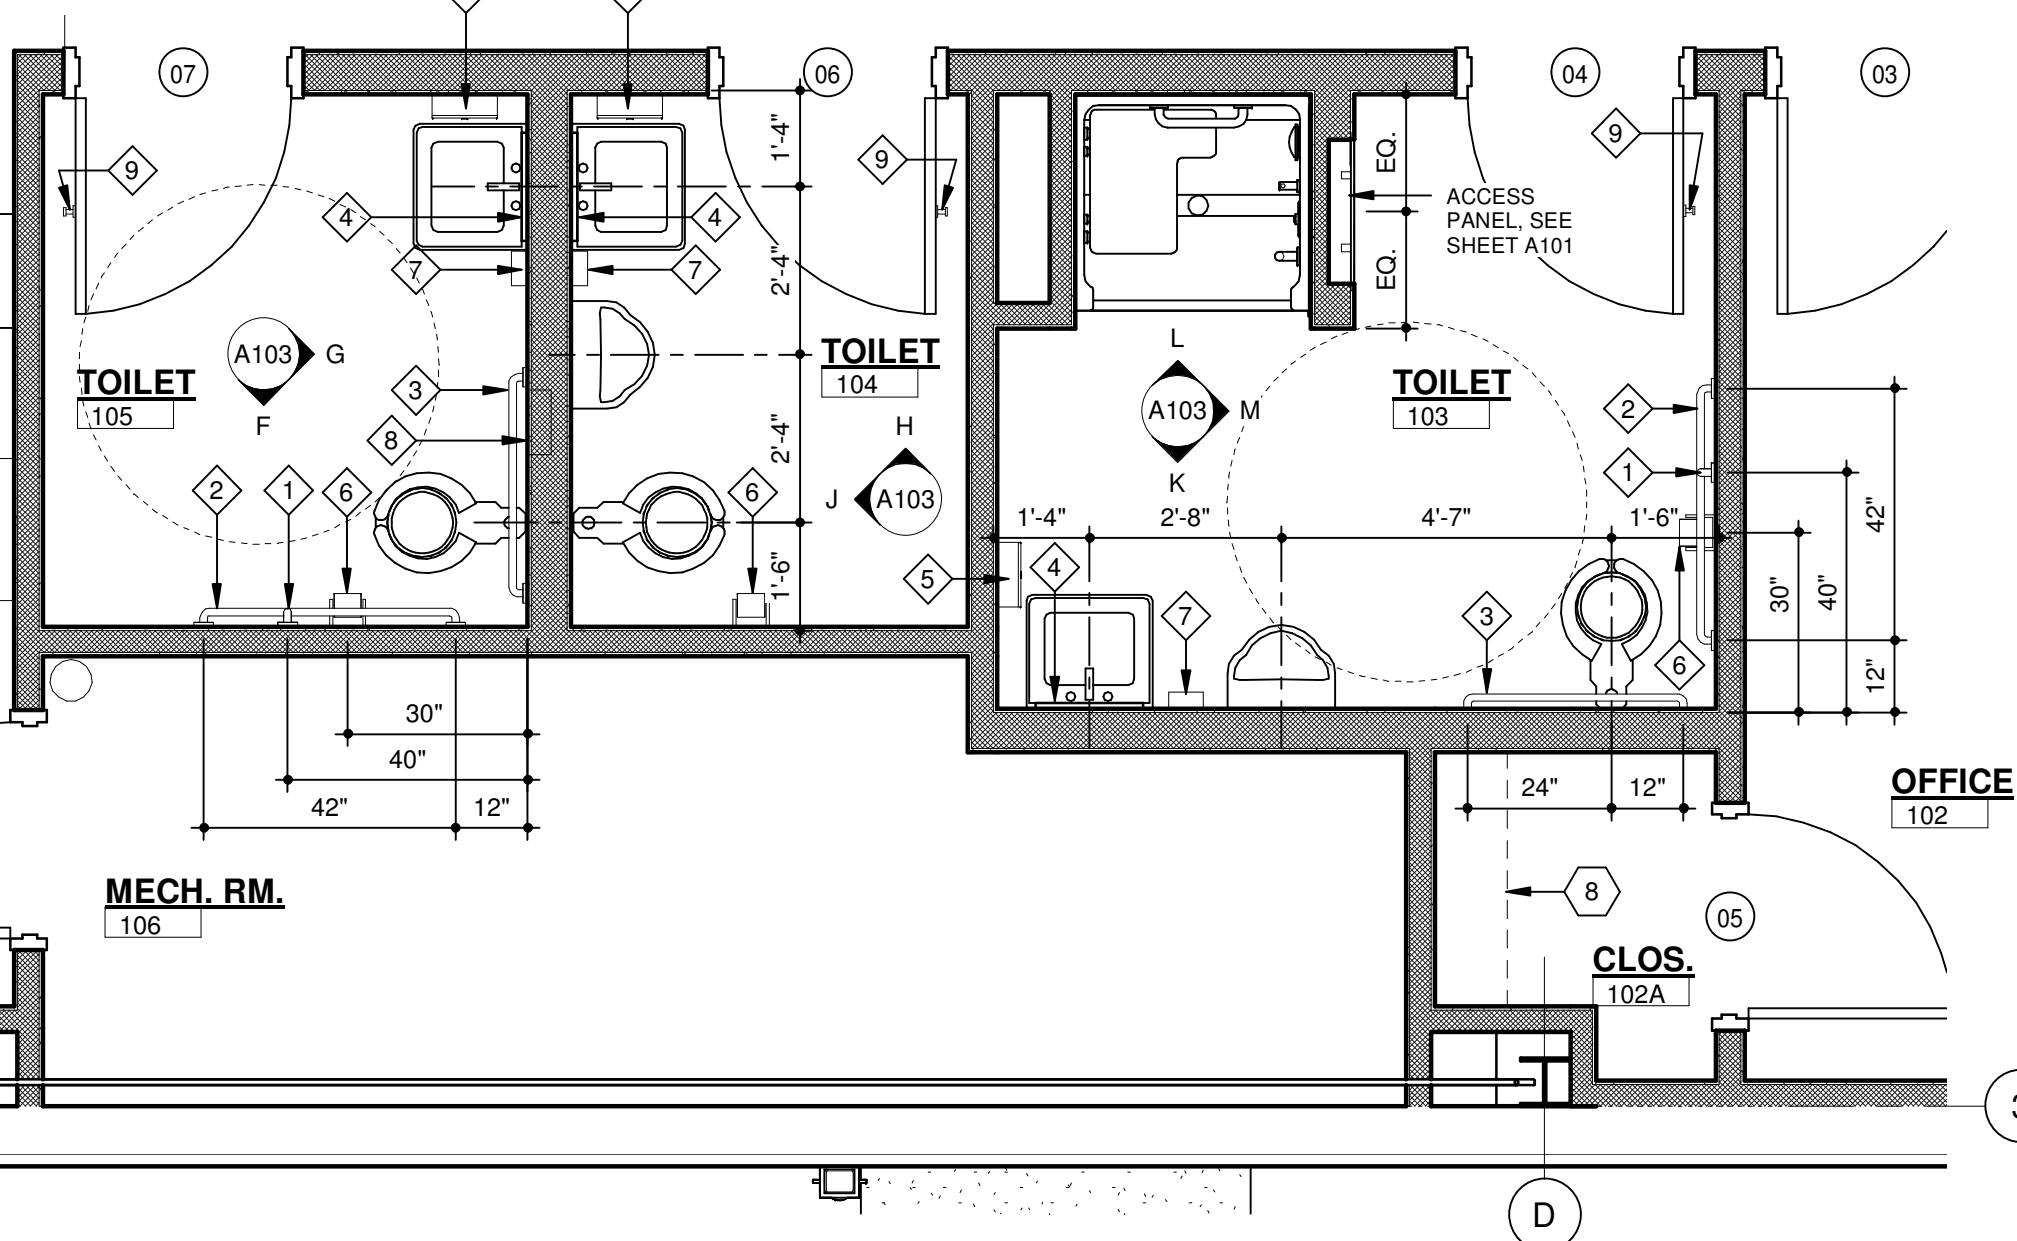 07
06
04
03
9
9
9
1'-4"
EQ.
ACCESS
PANEL, SEE
SHEET A101
4
4
7
7
2'-4"
EQ.
A103
G
F
TOILET
105
3
8
TOILET
104
2'-4"
H
J
A103
L
A103
M
K
TOILET
103
2
1
2
1
6
6
1'-6"
1'-4"
2'-8"
4'-7"
1'-6"
42"
40"
30"
12"
5
4
7
3
6
30"
40"
42"
12"
24"
12"
OFFICE
102
MECH. RM.
106
8
05
CLOS.
102A
D